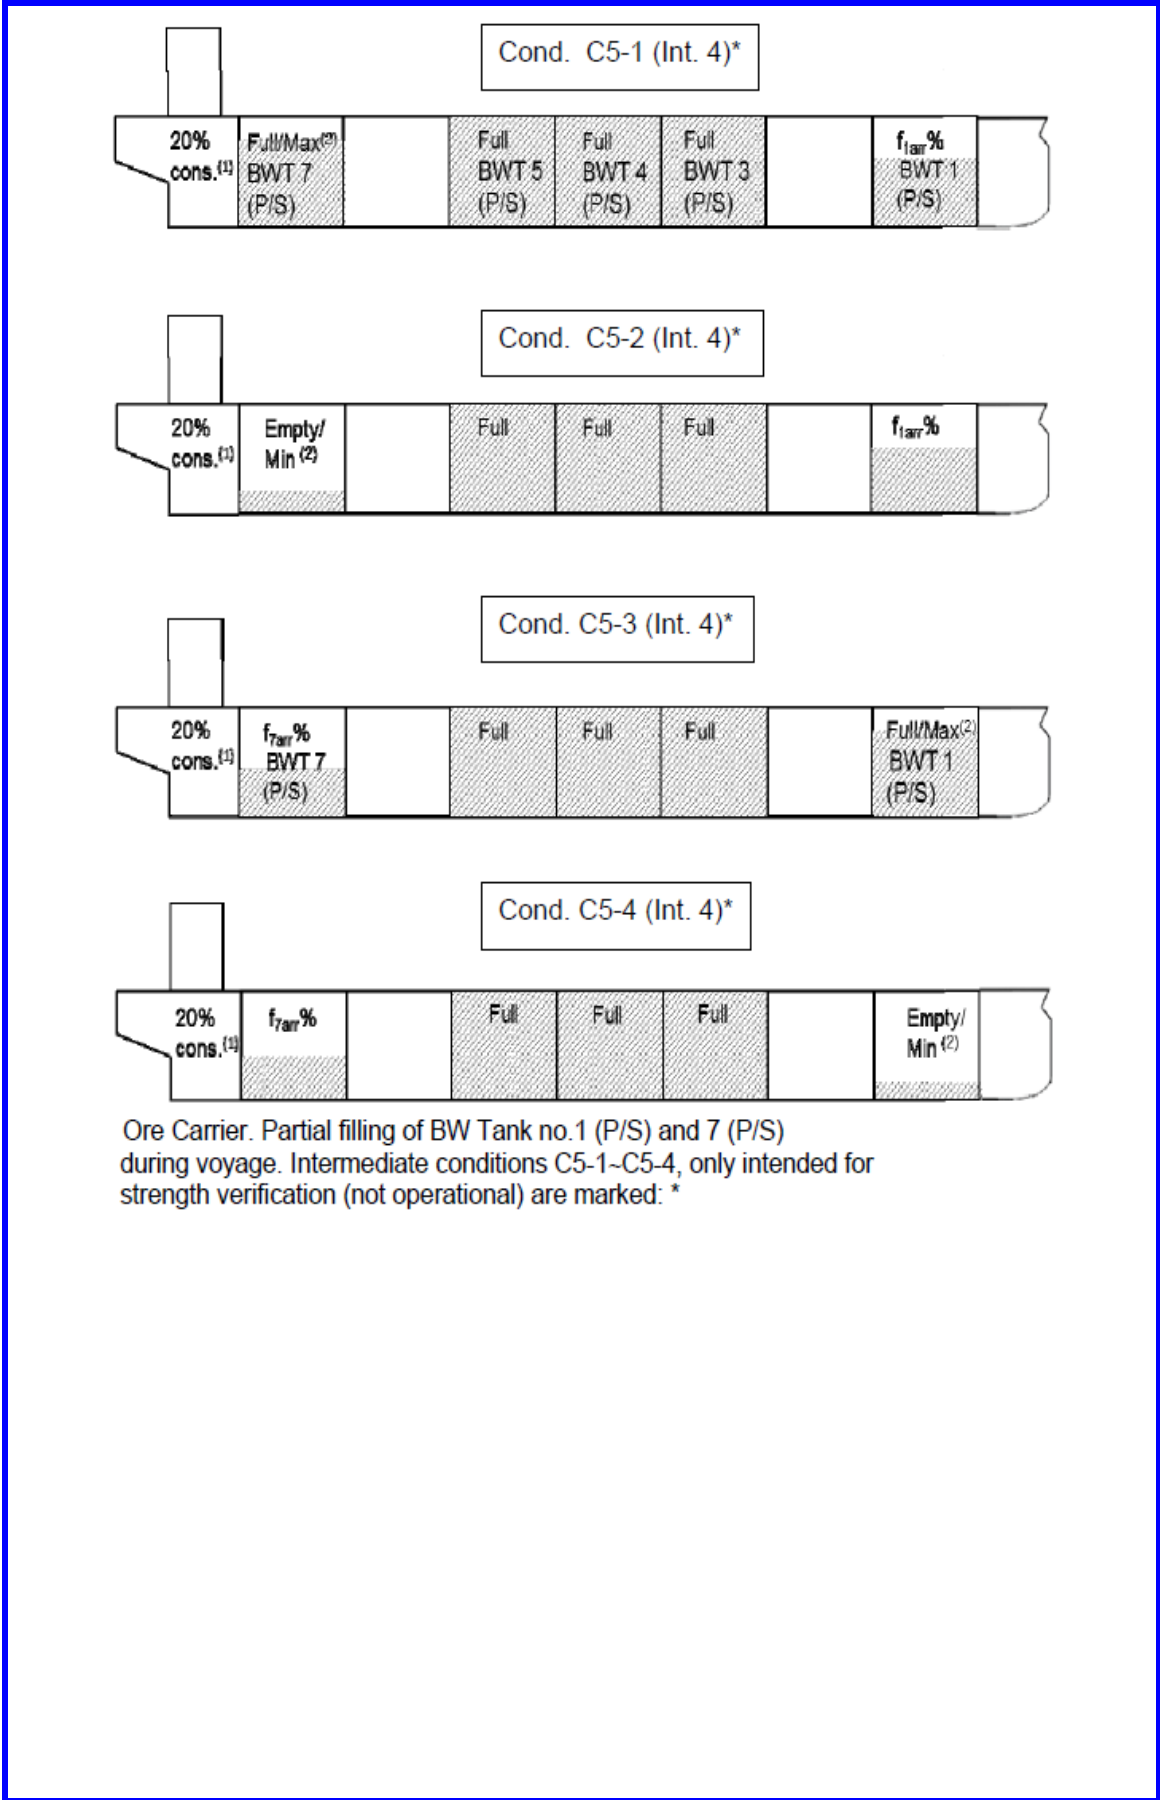 Cond. C5-1 (Int. 4)*
20% cons.(1)
Full/Max(2) BWT 7 (P/S)
Full BWT 5 (P/S)
Full BWT 4 (P/S)
Full BWT 3 (P/S)
f1arr% BWT 1 (P/S)
Cond. C5-2 (Int. 4)*
20% cons.(1)
Empty/ Min (2)
Full
Full
Full
f1arr%
Cond. C5-3 (Int. 4)*
20% cons.(1)
f7arr% BWT 7 (P/S)
Full
Full
Full
Full/Max(2) BWT 1 (P/S)
Cond. C5-4 (Int. 4)*
20% cons.(1)
f7arr%
Full
Full
Full
Empty/ Min (2)
Ore Carrier. Partial filling of BW Tank no.1 (P/S) and 7 (P/S)
during voyage. Intermediate conditions C5-1~C5-4, only intended for
strength verification (not operational) are marked: *